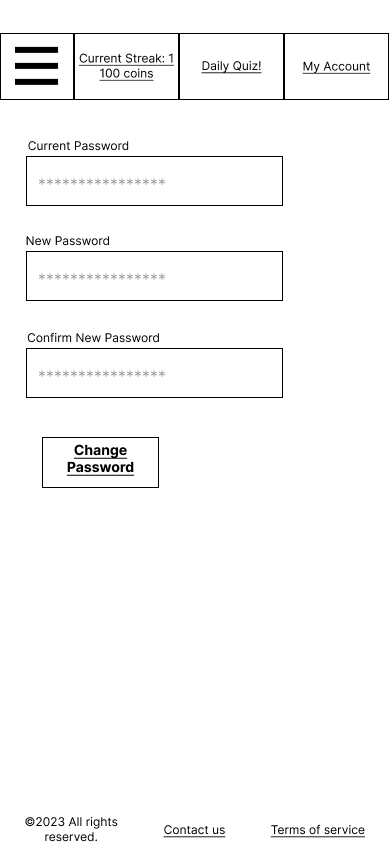 Current Streak: 1
100 coins
Daily Quiz!
My Account
Current Password
****************
New Password
****************
Confirm New Password
****************
Change
Password
©2023 All rights
reserved.
Contact us
Terms of service